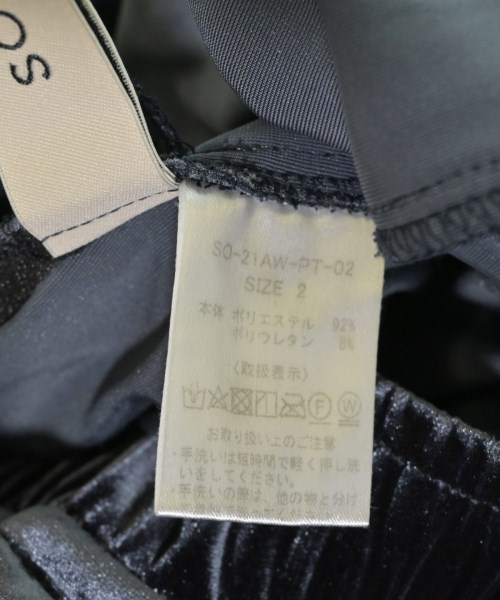 OS
SO-21AW-PT-02
SIZE 2
本体 ポリエステル 92%
ポリウレタン 8%
〈取扱表示〉
F W
お取り扱い上のご注意
・手洗いは短時間で軽く押し洗
いをしてください。
・手洗いの際は、他の物と分け